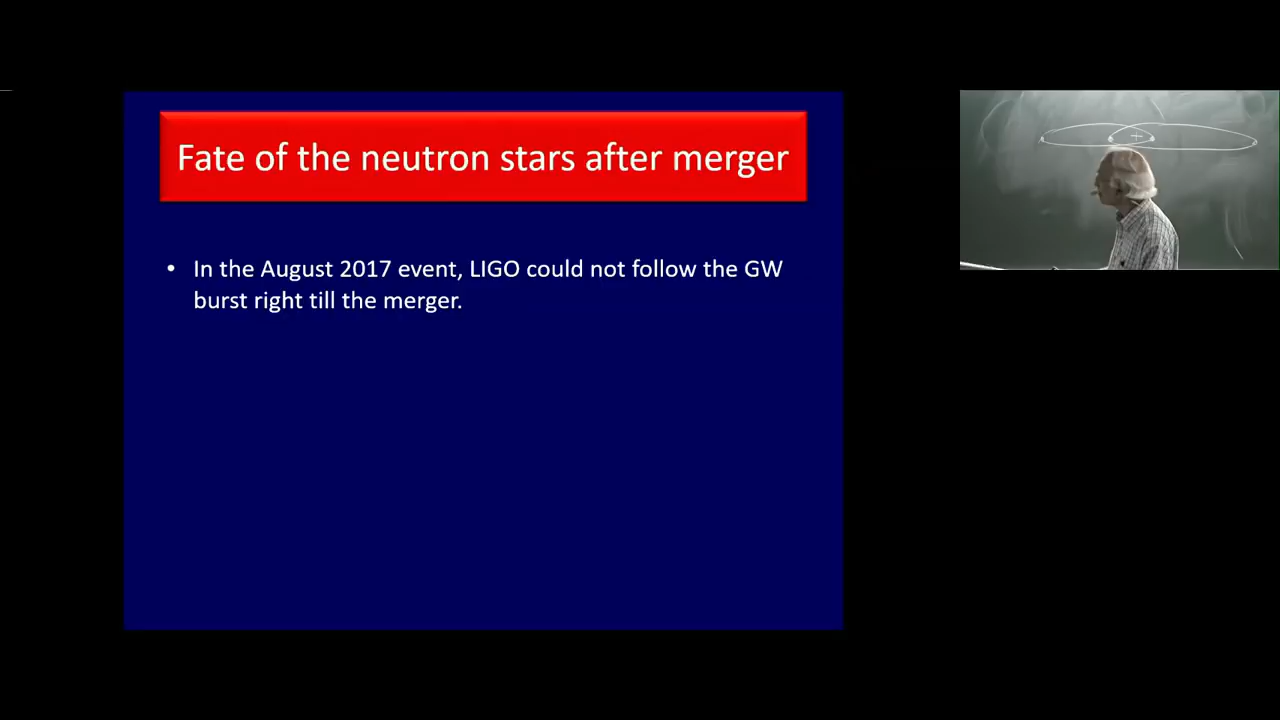 Fate of the neutron stars after merger
• In the August 2017 event, LIGO could not follow the GW
burst right till the merger.